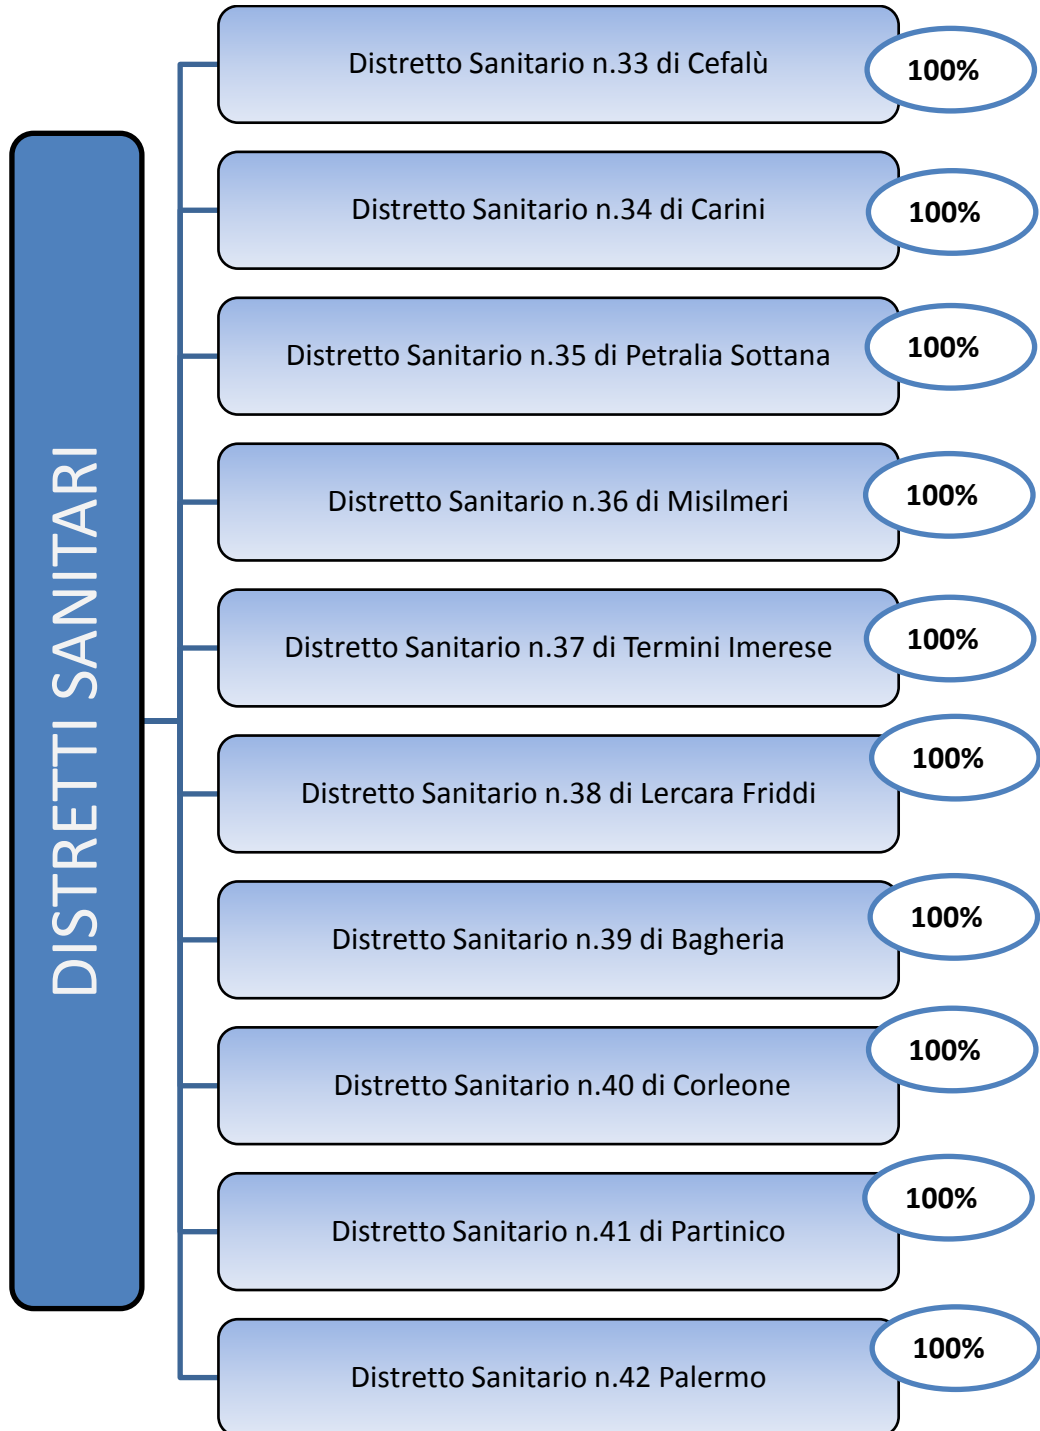 DISTRETTI SANITARI
Distretto Sanitario n.33 di Cefalù
100%
Distretto Sanitario n.34 di Carini
100%
Distretto Sanitario n.35 di Petralia Sottana
100%
Distretto Sanitario n.36 di Misilmeri
100%
Distretto Sanitario n.37 di Termini Imerese
100%
Distretto Sanitario n.38 di Lercara Friddi
100%
Distretto Sanitario n.39 di Bagheria
100%
Distretto Sanitario n.40 di Corleone
100%
Distretto Sanitario n.41 di Partinico
100%
Distretto Sanitario n.42 Palermo
100%